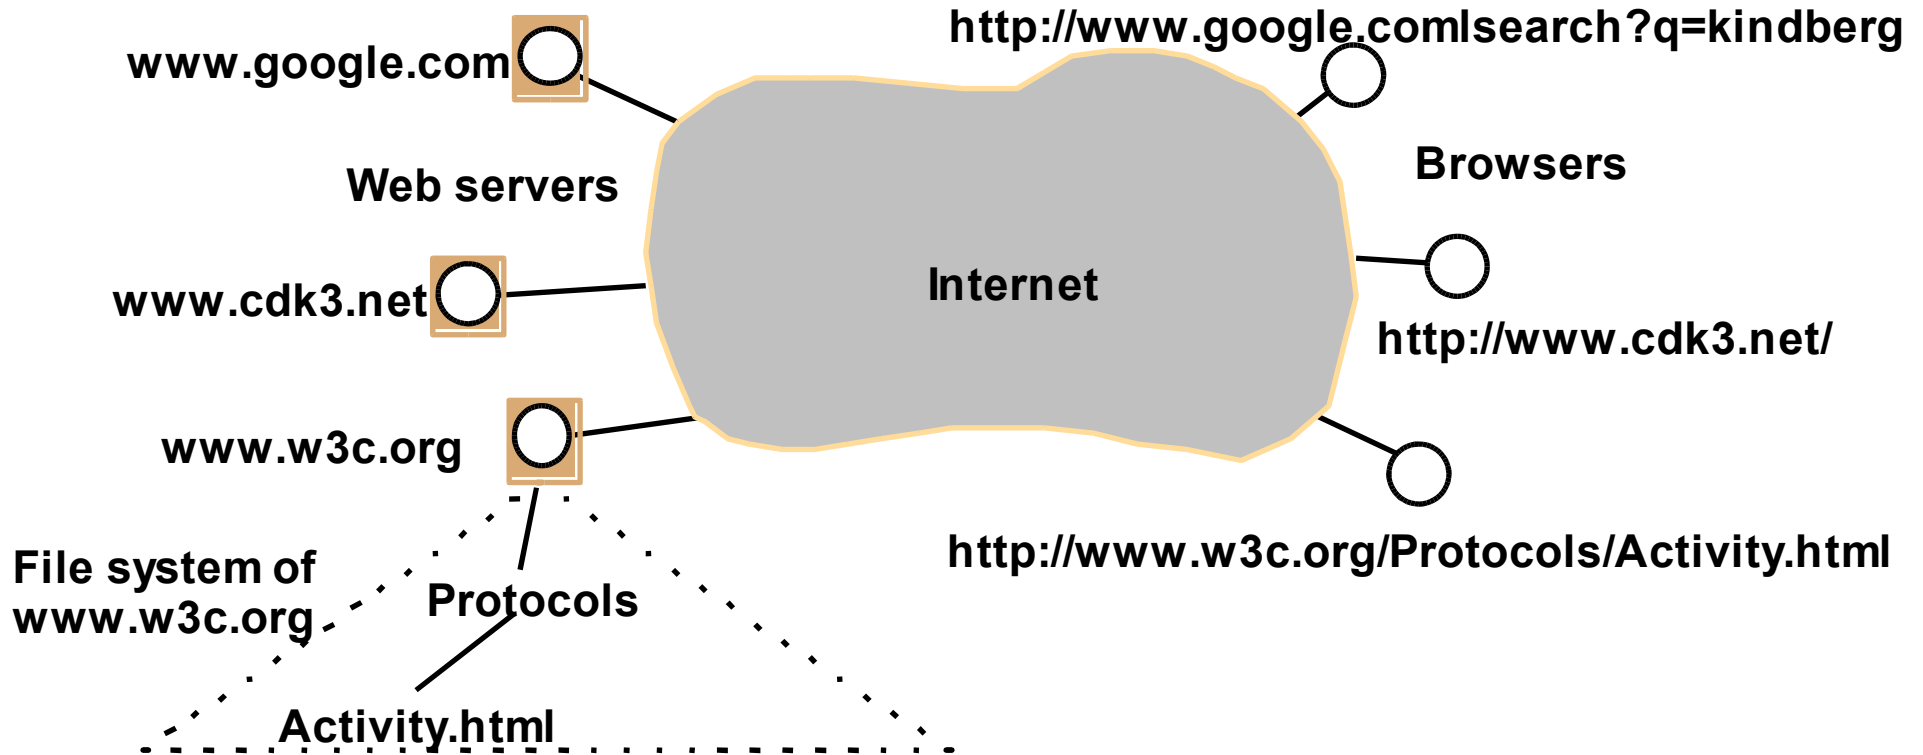 http://www.google.comlsearch?q=kindberg
www.google.com
Browsers
Web servers
Internet
www.cdk3.net
http://www.cdk3.net/
www.w3c.org
http://www.w3c.org/Protocols/Activity.html
File system of
www.w3c.org
Protocols
Activity.html